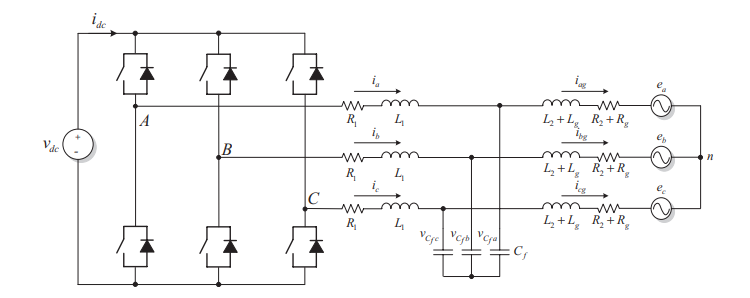 i_dc
i_a
i_ag
e_a
A
R_1
L_1
L_2 + L_g
R_2 + R_g
v_dc
+
-
i_b
i_bg
e_b
B
n
R_1
L_1
L_2 + L_g
R_2 + R_g
i_c
i_cg
e_c
C
R_1
L_1
L_2 + L_g
R_2 + R_g
v_Cfc
v_Cfb
v_Cfa
C_f